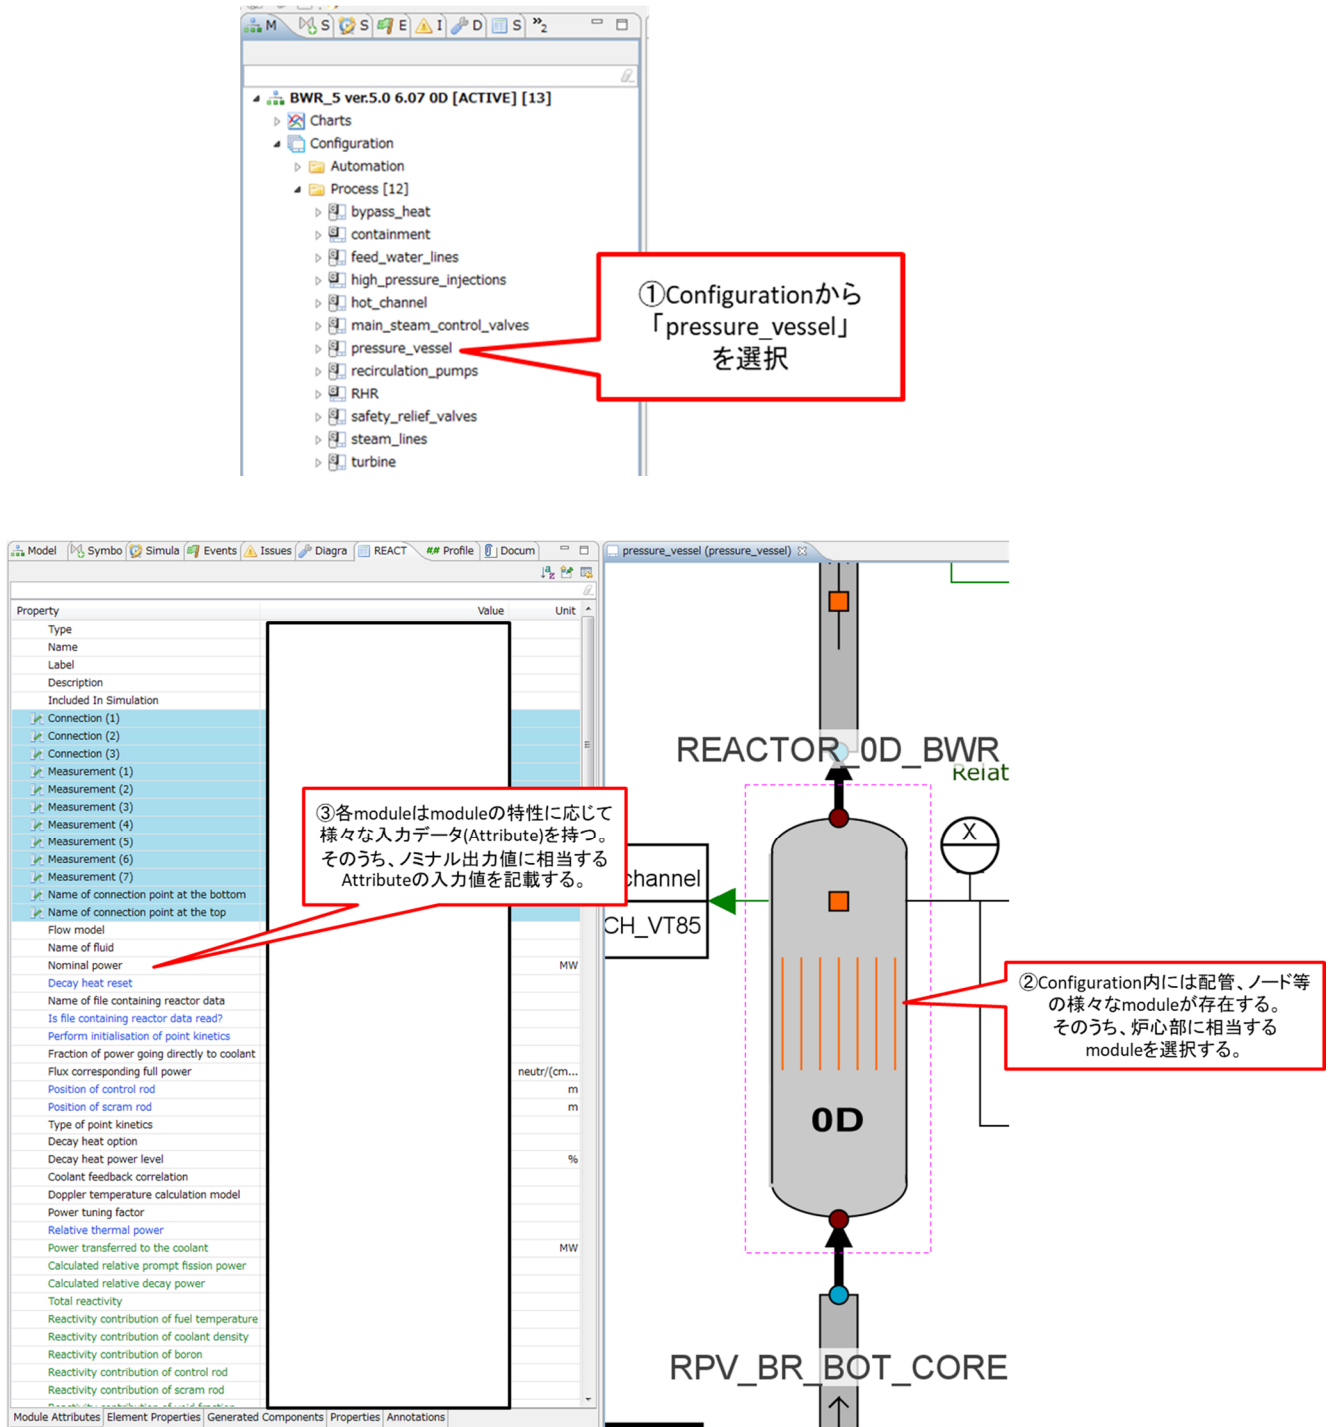 M S S E I D S »2
BWR_5 ver.5.0 6.07 0D [ACTIVE] [13]
Charts
Configuration
Automation
Process [12]
bypass_heat
containment
feed_water_lines
high_pressure_injections
hot_channel
main_steam_control_valves
pressure_vessel
recirculation_pumps
RHR
safety_relief_valves
steam_lines
turbine
①Configurationから
「pressure_vessel」
を選択
Model Symbo Simula Events Issues Diagra REACT Profile Docum
Property Value Unit
Type
Name
Label
Description
Included In Simulation
Connection (1)
Connection (2)
Connection (3)
Measurement (1)
Measurement (2)
Measurement (3)
Measurement (4)
Measurement (5)
Measurement (6)
Measurement (7)
Name of connection point at the bottom
Name of connection point at the top
Flow model
Name of fluid
Nominal power MW
Decay heat reset
Name of file containing reactor data
Is file containing reactor data read?
Perform initialisation of point kinetics
Fraction of power going directly to coolant
Flux corresponding full power neutr/(cm...
Position of control rod m
Position of scram rod m
Type of point kinetics
Decay heat option
Decay heat power level %
Coolant feedback correlation
Doppler temperature calculation model
Power tuning factor
Relative thermal power
Power transferred to the coolant MW
Calculated relative prompt fission power
Calculated relative decay power
Total reactivity
Reactivity contribution of fuel temperature
Reactivity contribution of coolant density
Reactivity contribution of boron
Reactivity contribution of control rod
Reactivity contribution of scram rod
Module Attributes Element Properties Generated Components Properties Annotations
③各moduleはmoduleの特性に応じて
様々な入力データ(Attribute)を持つ。
そのうち、ノミナル出力値に相当する
Attributeの入力値を記載する。
pressure_vessel (pressure_vessel)
REACTOR_0D_BWR
Relat
X
channel
CH_VT85
0D
RPV_BR_BOT_CORE
②Configuration内には配管、ノード等
の様々なmoduleが存在する。
そのうち、炉心部に相当する
moduleを選択する。